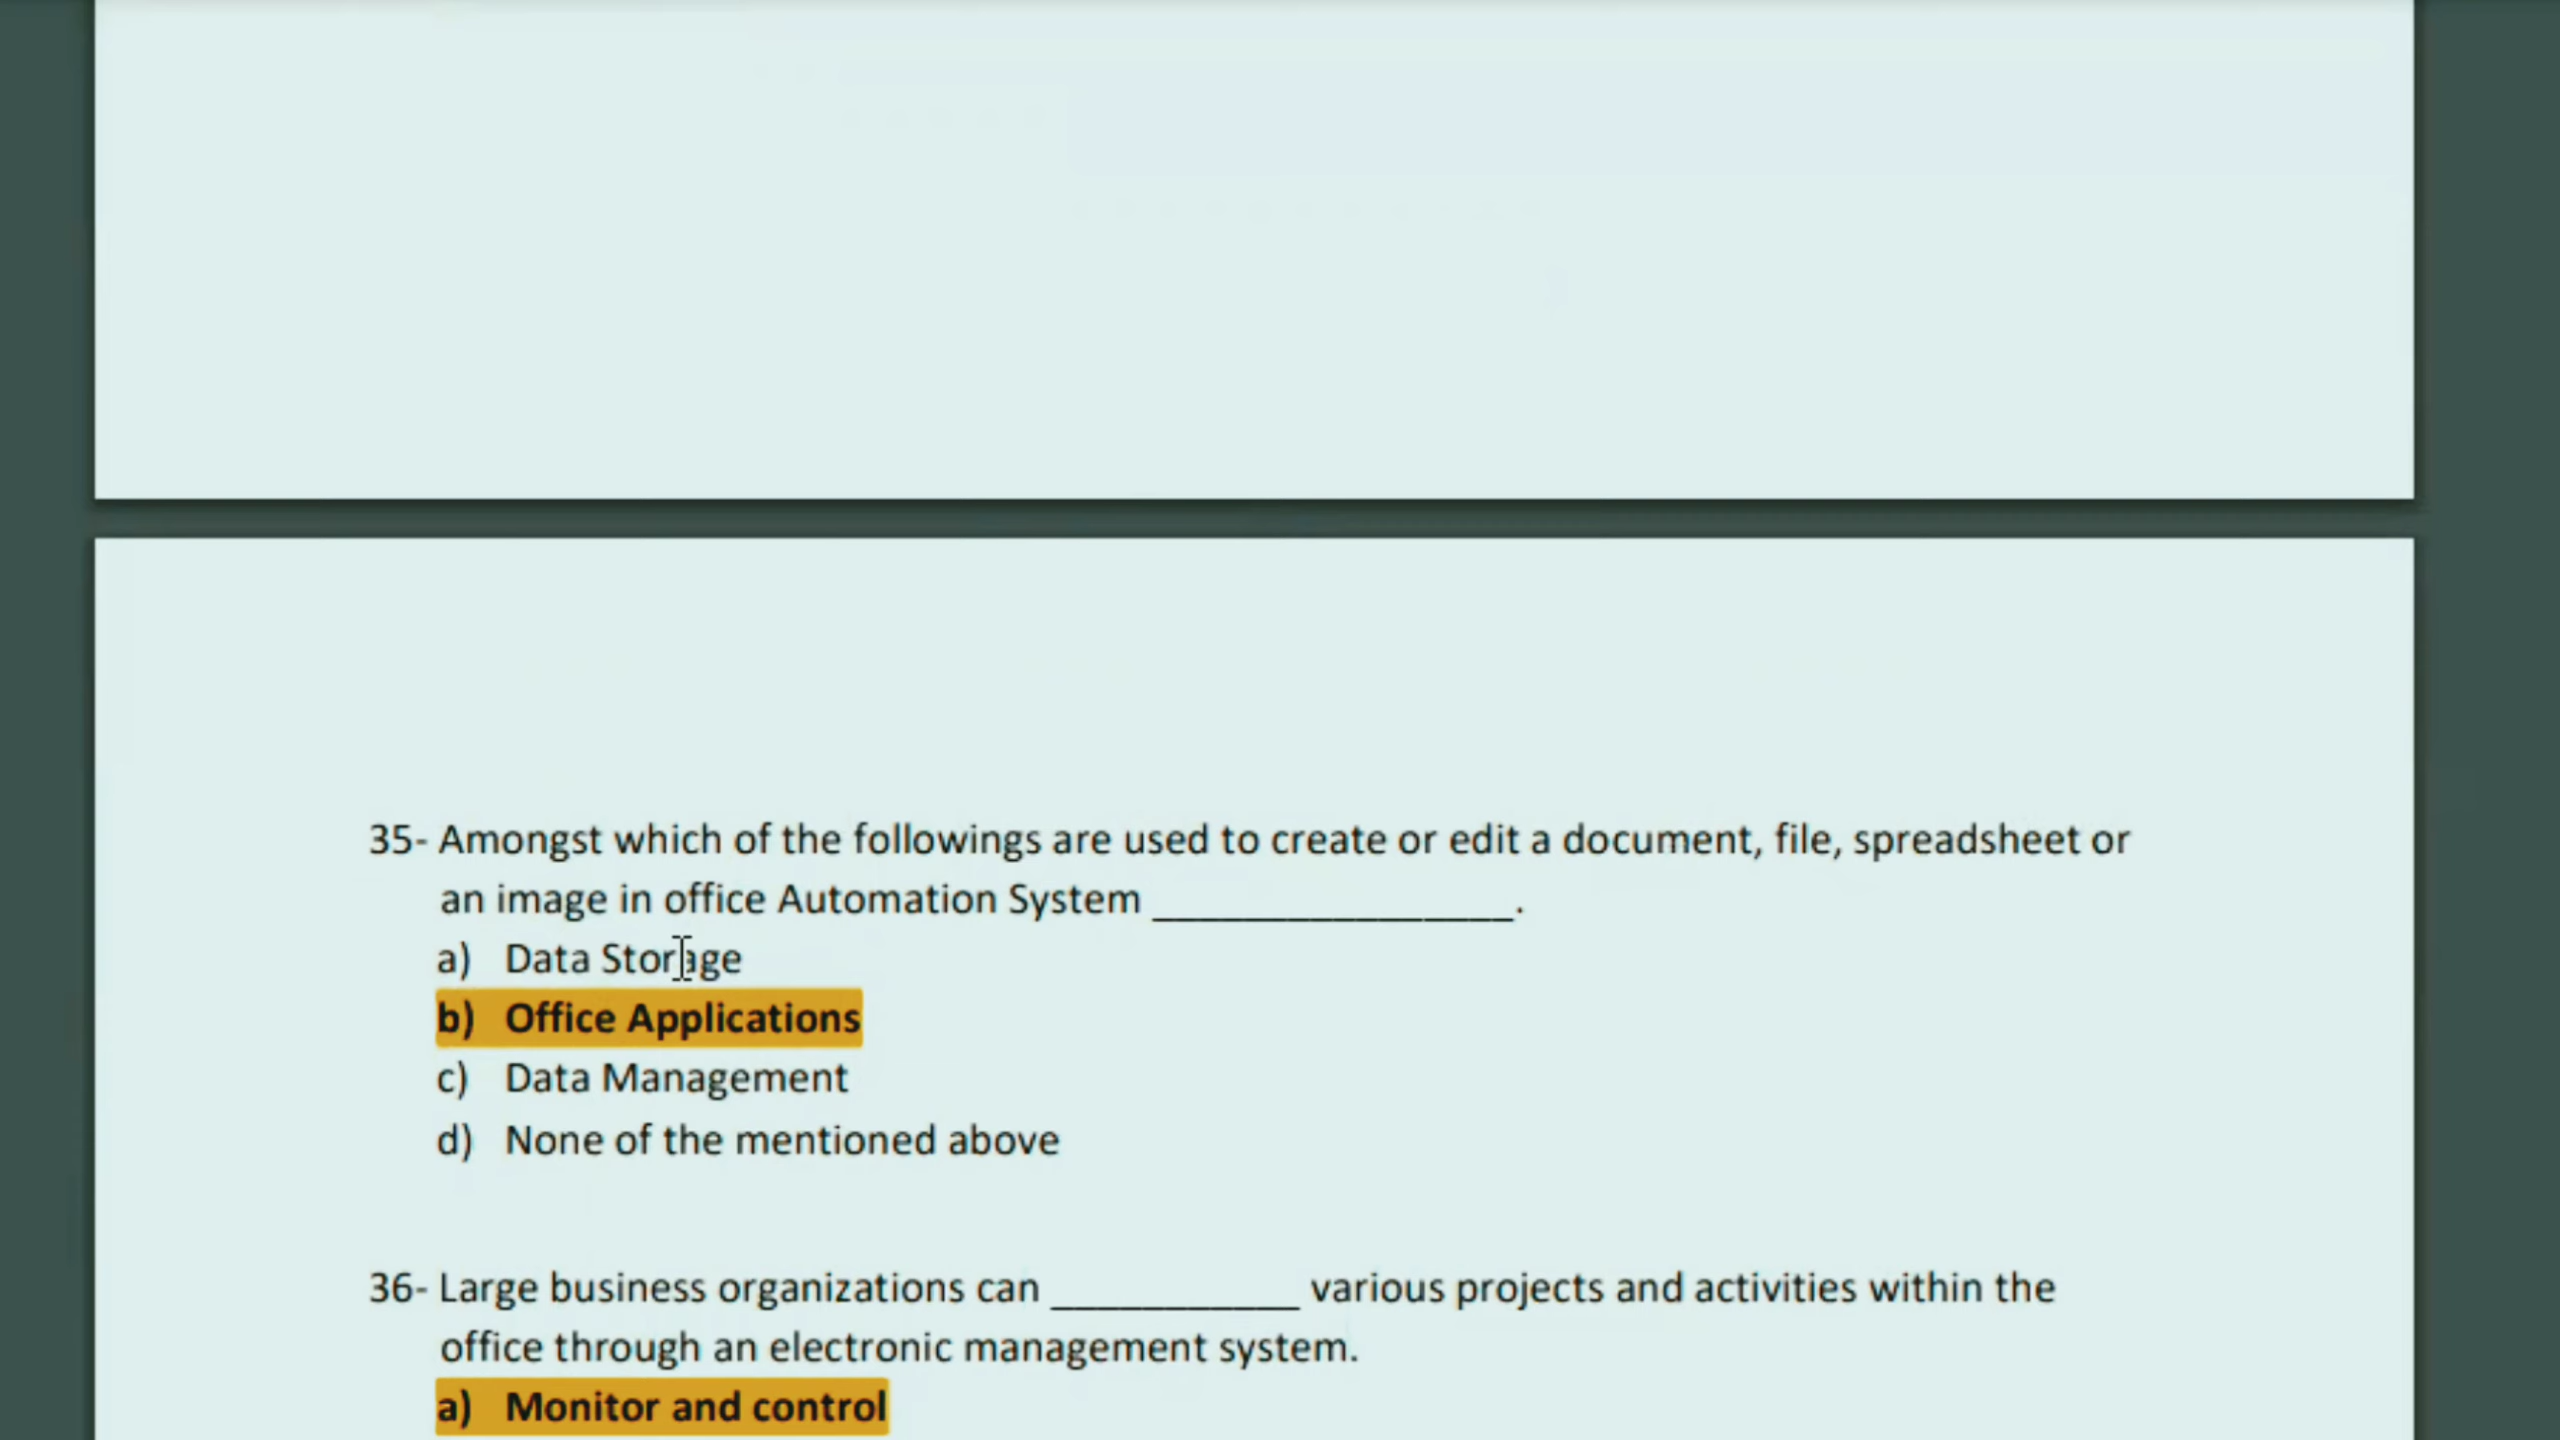 35- Amongst which of the followings are used to create or edit a document, file, spreadsheet or
an image in office Automation System ________________.
a) Data Storage
b) Office Applications
c) Data Management
d) None of the mentioned above
36- Large business organizations can ___________ various projects and activities within the
office through an electronic management system.
a) Monitor and control